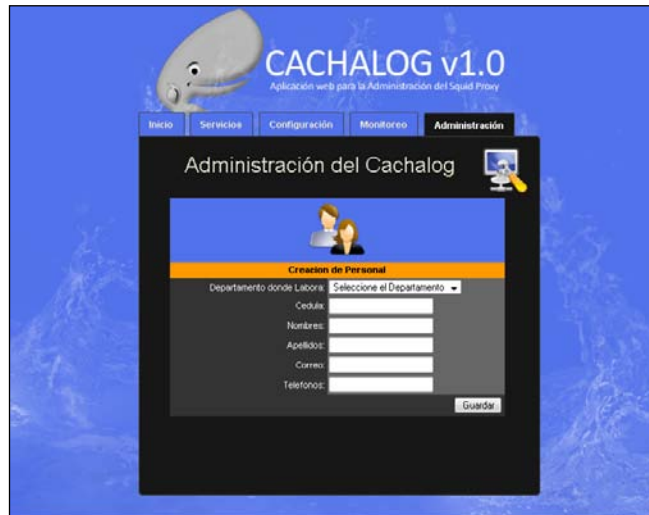 CACHALOG v1.0
Aplicación web para la Administración del Squid Proxy
Inicio Servicios Configuración Monitoreo Administración
Administración del Cachalog
Creacion de Personal
Departamento donde Labora: Seleccione el Departamento
Cedula:
Nombres:
Apellidos:
Correo:
Telefonos:
Guardar